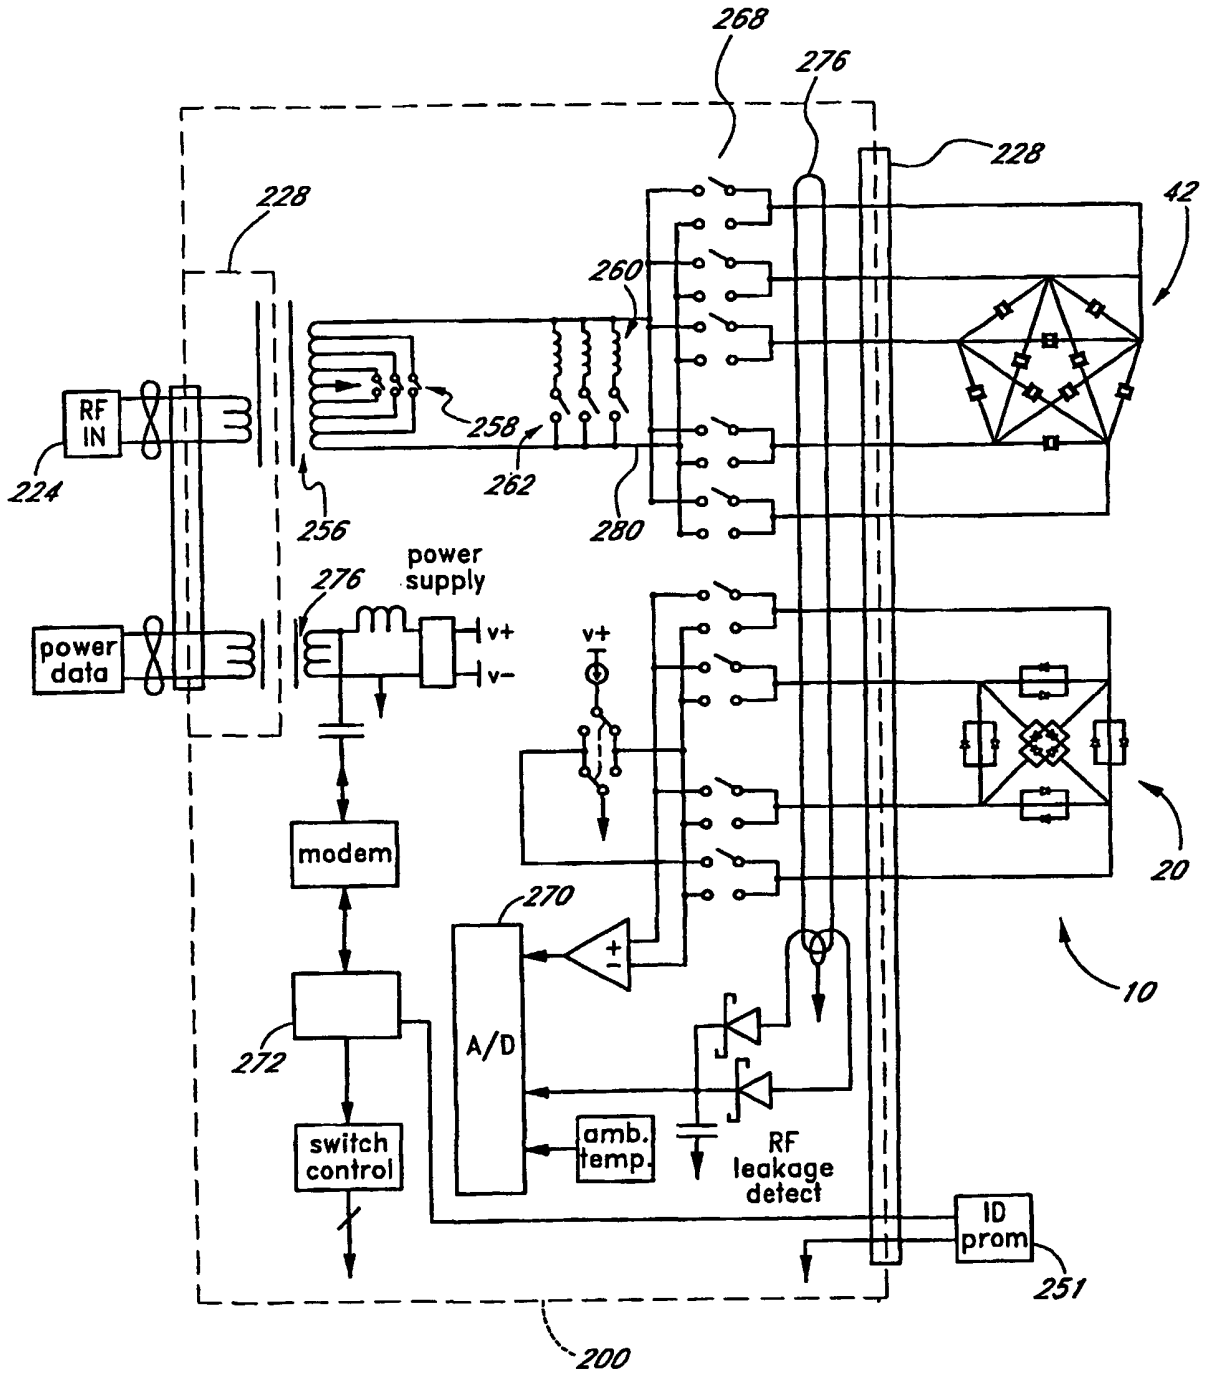 268
276
228
228
42
260
RF
IN
258
224
262
256
280
power
supply
276
v+
v+
power
data
v-
modem
20
270
+
-
10
A/D
272
switch
control
amb.
temp.
RF
leakage
detect
ID
prom
251
200